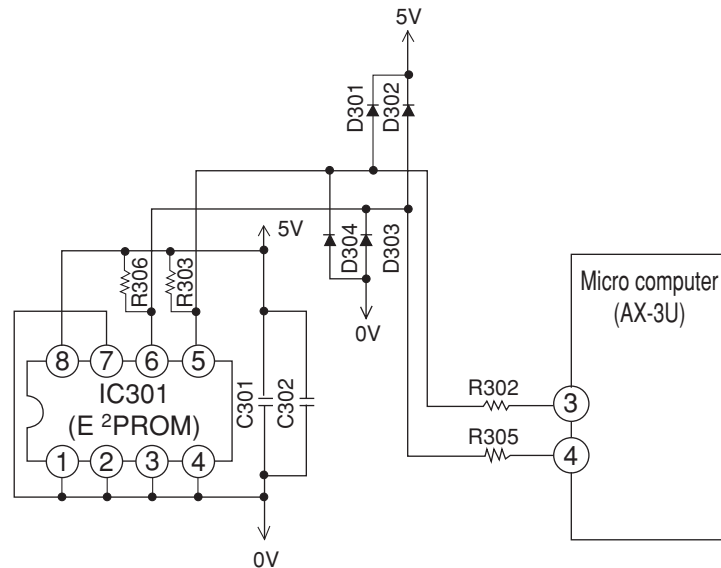 5V
D301
D302
5V
D304
D303
R306
R303
0V
Micro computer
(AX-3U)
8 7 6 5
IC301
(E ²PROM)
C301
C302
R302
3
R305
4
1 2 3 4
0V